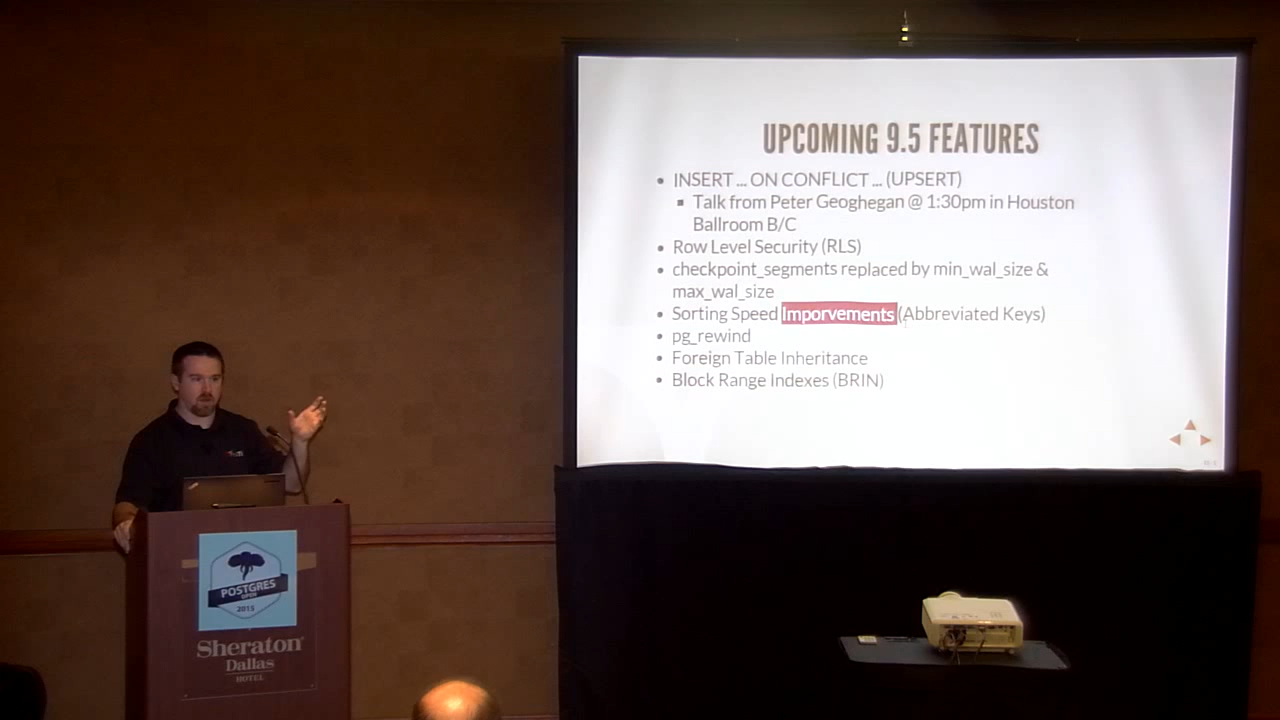 UPCOMING 9.5 FEATURES
• INSERT ... ON CONFLICT ... (UPSERT)
▪ Talk from Peter Geoghegan @ 1:30pm in Houston
Ballroom B/C
• Row Level Security (RLS)
• checkpoint_segments replaced by min_wal_size &
max_wal_size
• Sorting Speed Imporvements (Abbreviated Keys)
• pg_rewind
• Foreign Table Inheritance
• Block Range Indexes (BRIN)
POSTGRES
OPEN
2015
Sheraton
Dallas
HOTEL